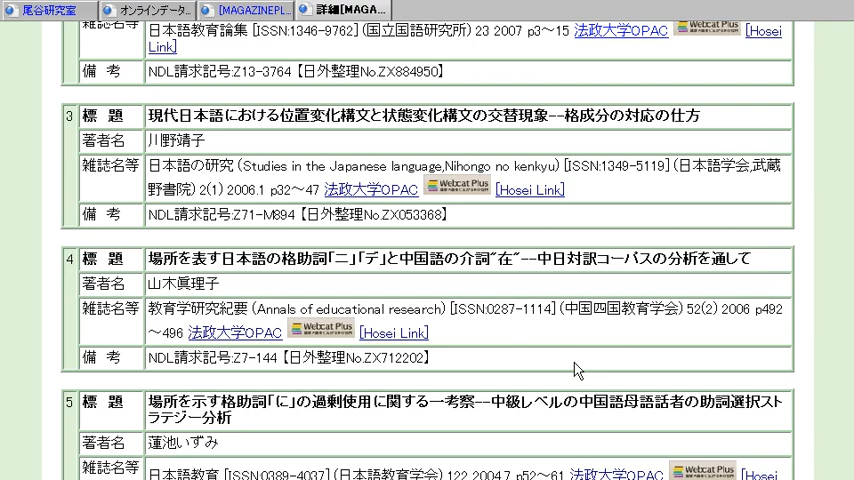 尾谷研究室 オンラインデータ... [MAGAZINEPL... 詳細[MAGA...
雑誌名等 日本語教育論集 [ISSN:1346-9762] (国立国語研究所) 23 2007 p3～15 法政大学OPAC Webcat Plus [Hosei
Link]
備 考 NDL請求記号:Z13-3764 【日外整理No.ZX884950】
3 標 題 現代日本語における位置変化構文と状態変化構文の交替現象--格成分の対応の仕方
著者名 川野靖子
雑誌名等 日本語の研究 (Studies in the Japanese language,Nihongo no kenkyu) [ISSN:1349-5119] (日本語学会,武蔵
野書院) 2(1) 2006.1 p32～47 法政大学OPAC Webcat Plus [Hosei Link]
備 考 NDL請求記号:Z71-M894 【日外整理No.ZX053368】
4 標 題 場所を表す日本語の格助詞「ニ」「デ」と中国語の介詞"在"--中日対訳コーパスの分析を通して
著者名 山木眞理子
雑誌名等 教育学研究紀要 (Annals of educational research) [ISSN:0287-1114] (中国四国教育学会) 52(2) 2006 p492
～496 法政大学OPAC Webcat Plus [Hosei Link]
備 考 NDL請求記号:Z7-144 【日外整理No.ZX712202】
5 標 題 場所を示す格助詞「に」の過剰使用に関する一考察--中級レベルの中国語母語話者の助詞選択スト
ラテジー分析
著者名 蓮池いずみ
雑誌名等 日本語教育 [ISSN:0389-4037] (日本語教育学会) 122 2004.7 p52～61 法政大学OPAC Webcat Plus [Hosei